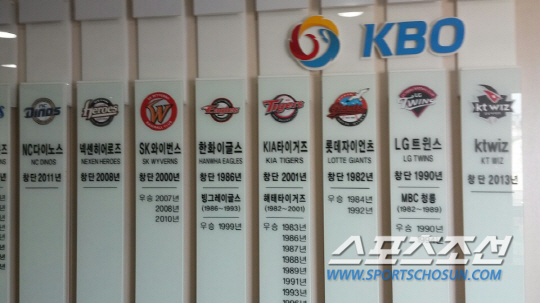 KBO
DINOS
NC다이노스
NC DINOS
창단 2011년
HEROES
넥센히어로즈
NEXEN HEROES
창단 2008년
SK와이번스
SK WYVERNS
창단 2000년
우승 2007년
2008년
2010년
한화이글스
HANWHA EAGLES
창단 1986년
빙그레이글스
(1986~1993)
우승 1999년
Tigers
KIA타이거즈
KIA TIGERS
창단 2001년
해태타이거즈
(1982~2001)
우승 1983년
1986년
1987년
1988년
1989년
1991년
1993년
1996년
롯데자이언츠
LOTTE GIANTS
창단 1982년
우승 1984년
1992년
TWINS
LG트윈스
LG TWINS
창단 1990년
MBC 청룡
(1982~1989)
우승 1990년
kt wiz
ktwiz
KT WIZ
창단 2013년
스포츠조선
WWW.SPORTSCHOSUN.COM